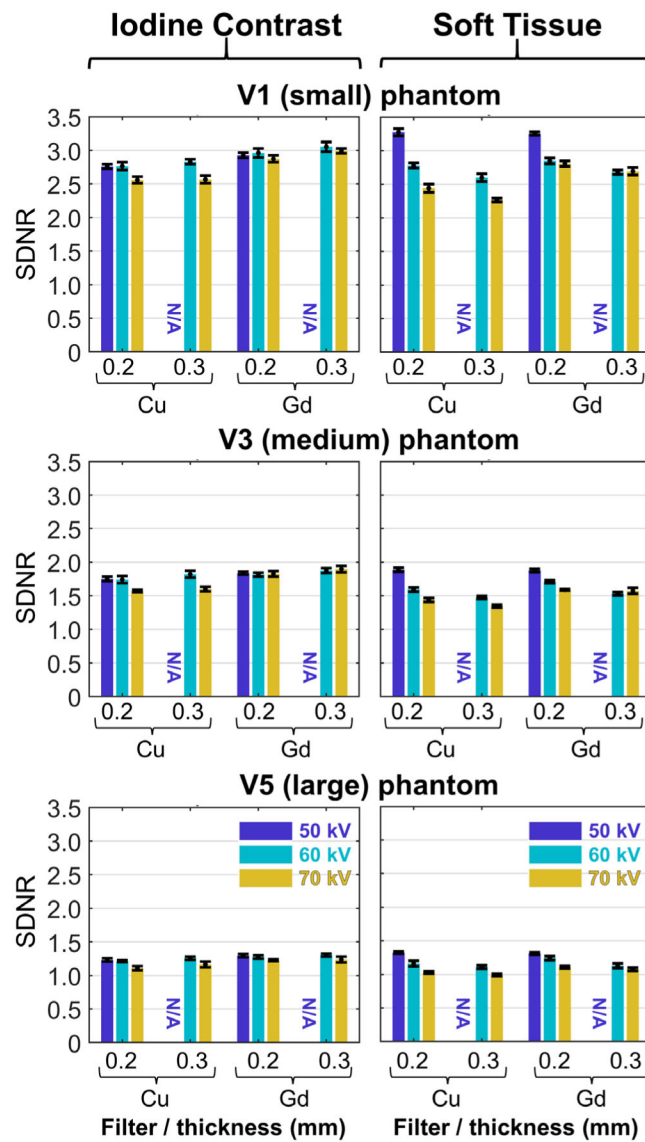 Iodine Contrast Soft Tissue
V1 (small) phantom
3.5
3.0
2.5
2.0
1.5
1.0
0.5
0
SDNR
N/A N/A N/A N/A
0.2 0.3 0.2 0.3 0.2 0.3 0.2 0.3
Cu Gd Cu Gd
V3 (medium) phantom
3.5
3.0
2.5
2.0
1.5
1.0
0.5
0
SDNR
N/A N/A N/A N/A
0.2 0.3 0.2 0.3 0.2 0.3 0.2 0.3
Cu Gd Cu Gd
V5 (large) phantom
3.5
3.0
2.5
2.0
1.5
1.0
0.5
0
SDNR
50 kV 50 kV
60 kV 60 kV
70 kV 70 kV
N/A N/A N/A N/A
0.2 0.3 0.2 0.3 0.2 0.3 0.2 0.3
Cu Gd Cu Gd
Filter / thickness (mm) Filter / thickness (mm)